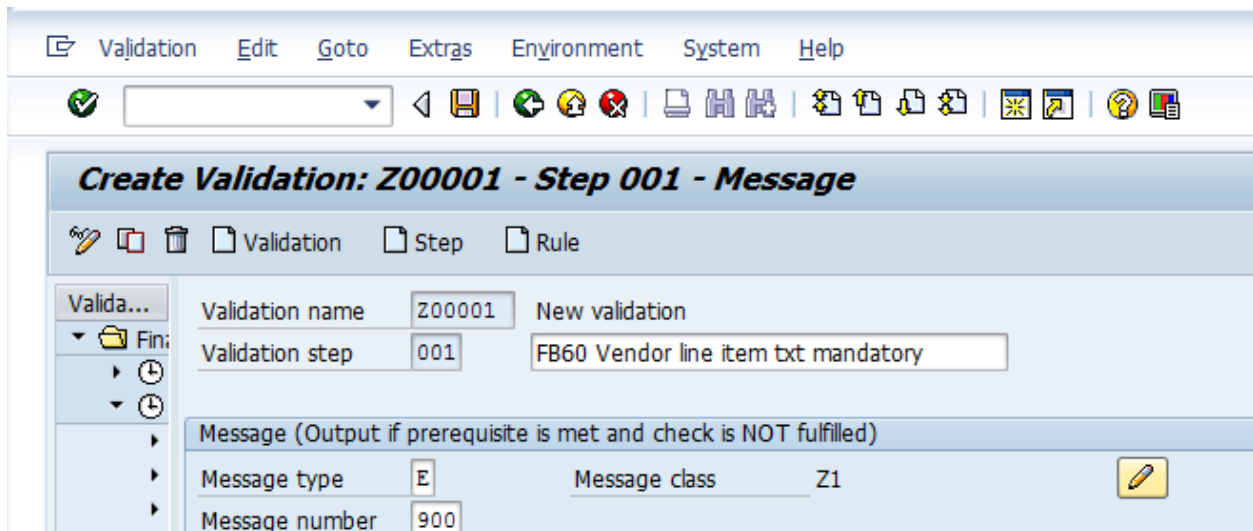 Validation Edit Goto Extras Environment System Help
Create Validation: Z00001 - Step 001 - Message
Validation Step Rule
Valida...
Validation name Z00001 New validation
Fina
Validation step 001 FB60 Vendor line item txt mandatory
Message (Output if prerequisite is met and check is NOT fulfilled)
Message type E Message class Z1
Message number 900